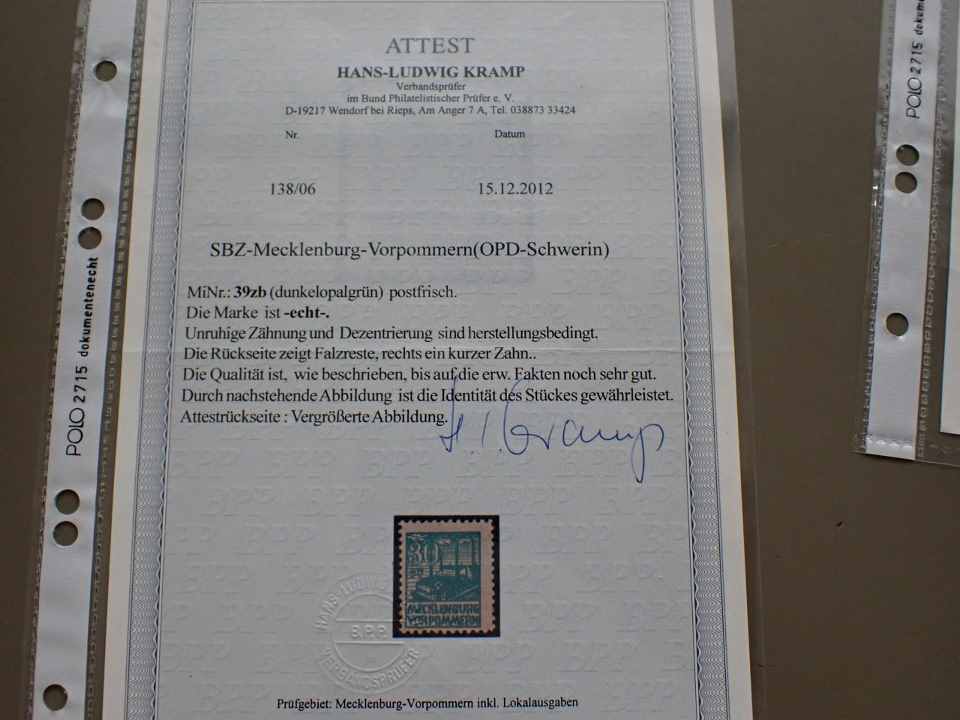 ATTEST
HANS-LUDWIG KRAMP
Verbandsprüfer
im Bund Philatelistischer Prüfer e. V.
D-19217 Wendorf bei Rieps, Am Anger 7 A, Tel. 038873 33424
Nr. Datum
138/06 15.12.2012
SBZ-Mecklenburg-Vorpommern(OPD-Schwerin)
MiNr.: 39zb (dunkelopalgrün) postfrisch.
Die Marke ist -echt-.
Unruhige Zähnung und Dezentrierung sind herstellungsbedingt.
Die Rückseite zeigt Falzreste, rechts ein kurzer Zahn..
Die Qualität ist, wie beschrieben, bis auf die erw. Fakten noch sehr gut.
Durch nachstehende Abbildung ist die Identität des Stückes gewährleistet.
Attestrückseite : Vergrößerte Abbildung.
H. L. Kramp
30
MECKLENBURG
VORPOMMERN
HANS-LUDWIG
B.P.P.
VERBANDSPRÜFER
Prüfgebiet: Mecklenburg-Vorpommern inkl. Lokalausgaben
POLO 2715 dokumentenecht
POLO 2715 dokumen